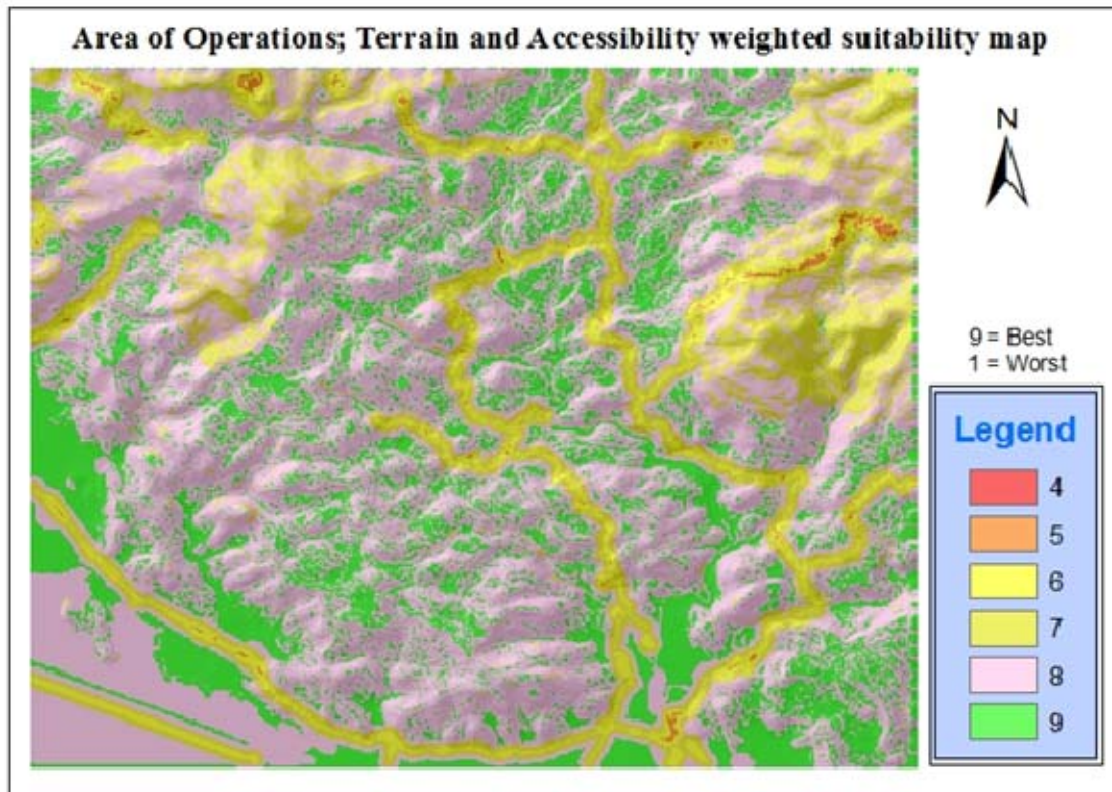 Area of Operations; Terrain and Accessibility weighted suitability map
N
9 = Best
1 = Worst
Legend
4
5
6
7
8
9